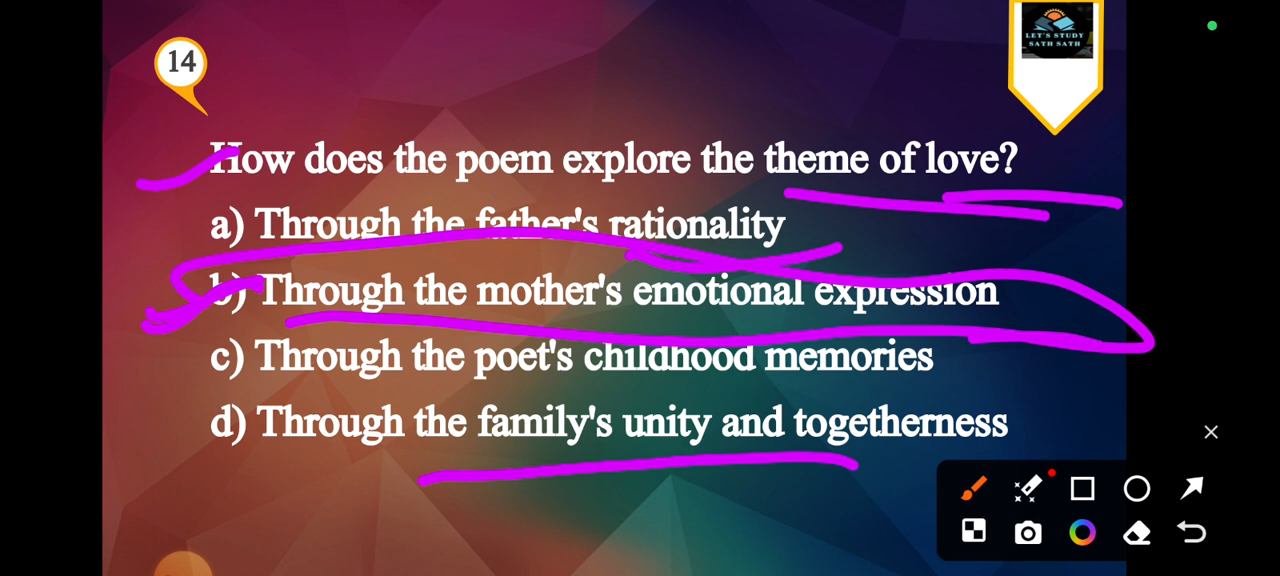 14
LET'S STUDY
SATH SATH
How does the poem explore the theme of love?
a) Through the father's rationality
b) Through the mother's emotional expression
c) Through the poet's childhood memories
d) Through the family's unity and togetherness